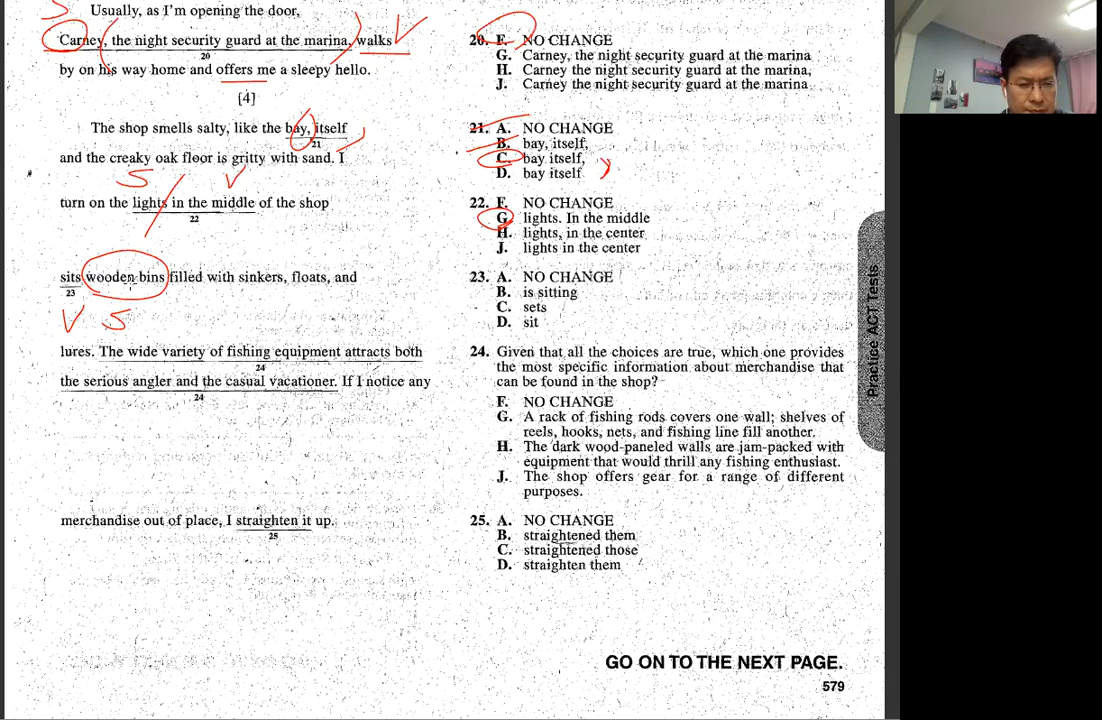 Usually, as I'm opening the door,
Carney, the night security guard at the marina, walks
20
by on his way home and offers me a sleepy hello.
[4]
The shop smells salty, like the bay, itself
21
and the creaky oak floor is gritty with sand. I
S V
turn on the lights in the middle of the shop
22
sits wooden bins filled with sinkers, floats, and
23
V S
lures. The wide variety of fishing equipment attracts both
24
the serious angler and the casual vacationer. If I notice any
24
merchandise out of place, I straighten it up.
25
20. F. NO CHANGE
G. Carney, the night security guard at the marina
H. Carney the night security guard at the marina,
J. Carney the night security guard at the marina
21. A. NO CHANGE
B. bay, itself,
C. bay itself,
D. bay itself
22. F. NO CHANGE
G. lights. In the middle
H. lights, in the center
J. lights in the center
23. A. NO CHANGE
B. is sitting
C. sets
D. sit
24. Given that all the choices are true, which one provides
the most specific information about merchandise that
can be found in the shop?
F. NO CHANGE
G. A rack of fishing rods covers one wall; shelves of
reels, hooks, nets, and fishing line fill another.
H. The dark wood-paneled walls are jam-packed with
equipment that would thrill any fishing enthusiast.
J. The shop offers gear for a range of different
purposes.
25. A. NO CHANGE
B. straightened them
C. straightened those
D. straighten them
Practice ACT Tests
GO ON TO THE NEXT PAGE.
579